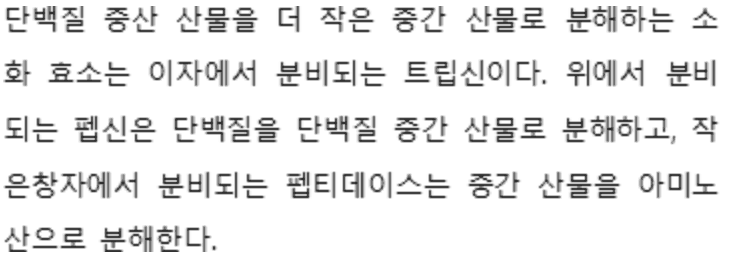 단백질 중산 산물을 더 작은 중간 산물로 분해하는 소
화 효소는 이자에서 분비되는 트립신이다. 위에서 분비
되는 펩신은 단백질을 단백질 중간 산물로 분해하고, 작
은창자에서 분비되는 펩티데이스는 중간 산물을 아미노
산으로 분해한다.